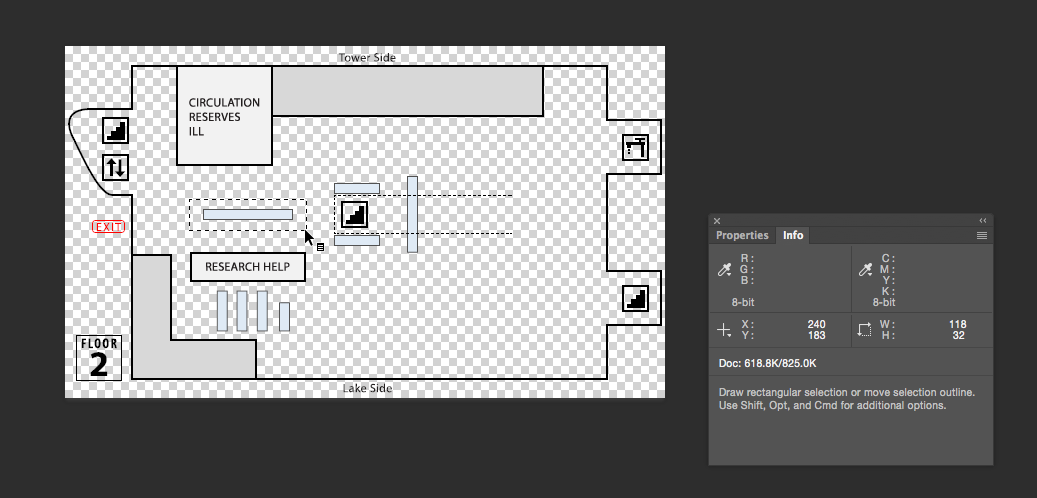 Tower Side
CIRCULATION
RESERVES
ILL
EXIT
RESEARCH HELP
FLOOR
2
Lake Side
Properties Info
R:
G:
B:
8-bit
C:
M:
Y:
K:
8-bit
X: 240
Y: 183
W: 118
H: 32
Doc: 618.8K/825.0K
Draw rectangular selection or move selection outline.
Use Shift, Opt, and Cmd for additional options.